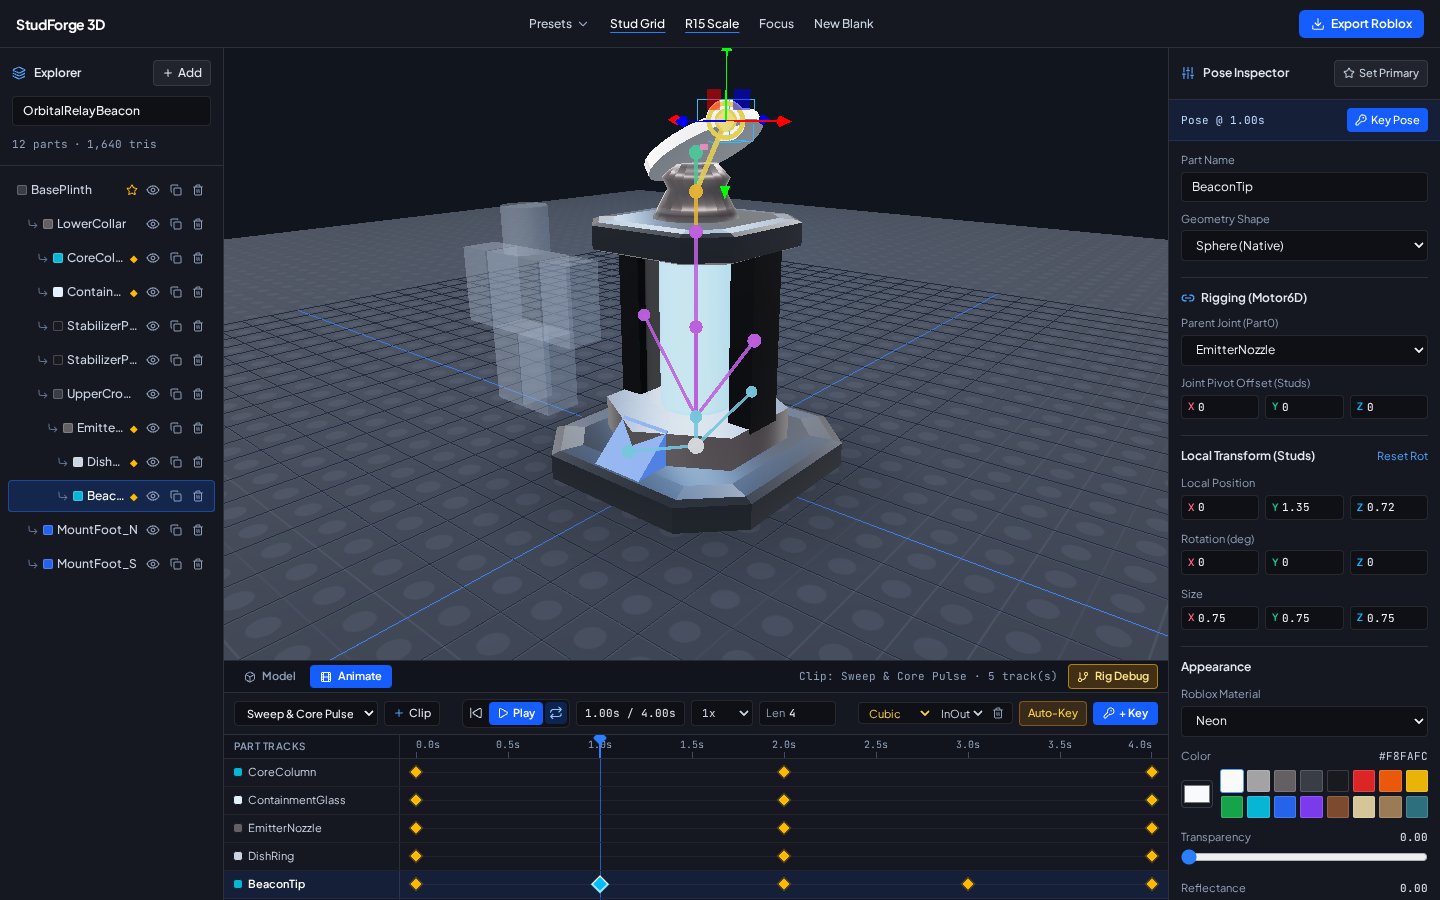 StudForge 3D
Presets
Stud Grid
R15 Scale
Focus
New Blank
Export Roblox
Explorer
Add
OrbitalRelayBeacon
12 parts · 1,640 tris
BasePlinth
LowerCollar
CoreCol...
Contain...
StabilizerP...
StabilizerP...
UpperCro...
Emitte...
Dish...
Beac...
MountFoot_N
MountFoot_S
Model
Animate
Clip: Sweep & Core Pulse · 5 track(s)
Rig Debug
Sweep & Core Pulse
+ Clip
Play
1.00s / 4.00s
1x
Len 4
Cubic
InOut
Auto-Key
+ Key
PART TRACKS
0.0s 0.5s 1.0s 1.5s 2.0s 2.5s 3.0s 3.5s 4.0s
CoreColumn
ContainmentGlass
EmitterNozzle
DishRing
BeaconTip
Pose Inspector
Set Primary
Pose @ 1.00s
Key Pose
Part Name
BeaconTip
Geometry Shape
Sphere (Native)
Rigging (Motor6D)
Parent Joint (Part0)
EmitterNozzle
Joint Pivot Offset (Studs)
X 0 Y 0 Z 0
Local Transform (Studs)
Reset Rot
Local Position
X 0 Y 1.35 Z 0.72
Rotation (deg)
X 0 Y 0 Z 0
Size
X 0.75 Y 0.75 Z 0.75
Appearance
Roblox Material
Neon
Color #F8FAFC
Transparency 0.00
Reflectance 0.00